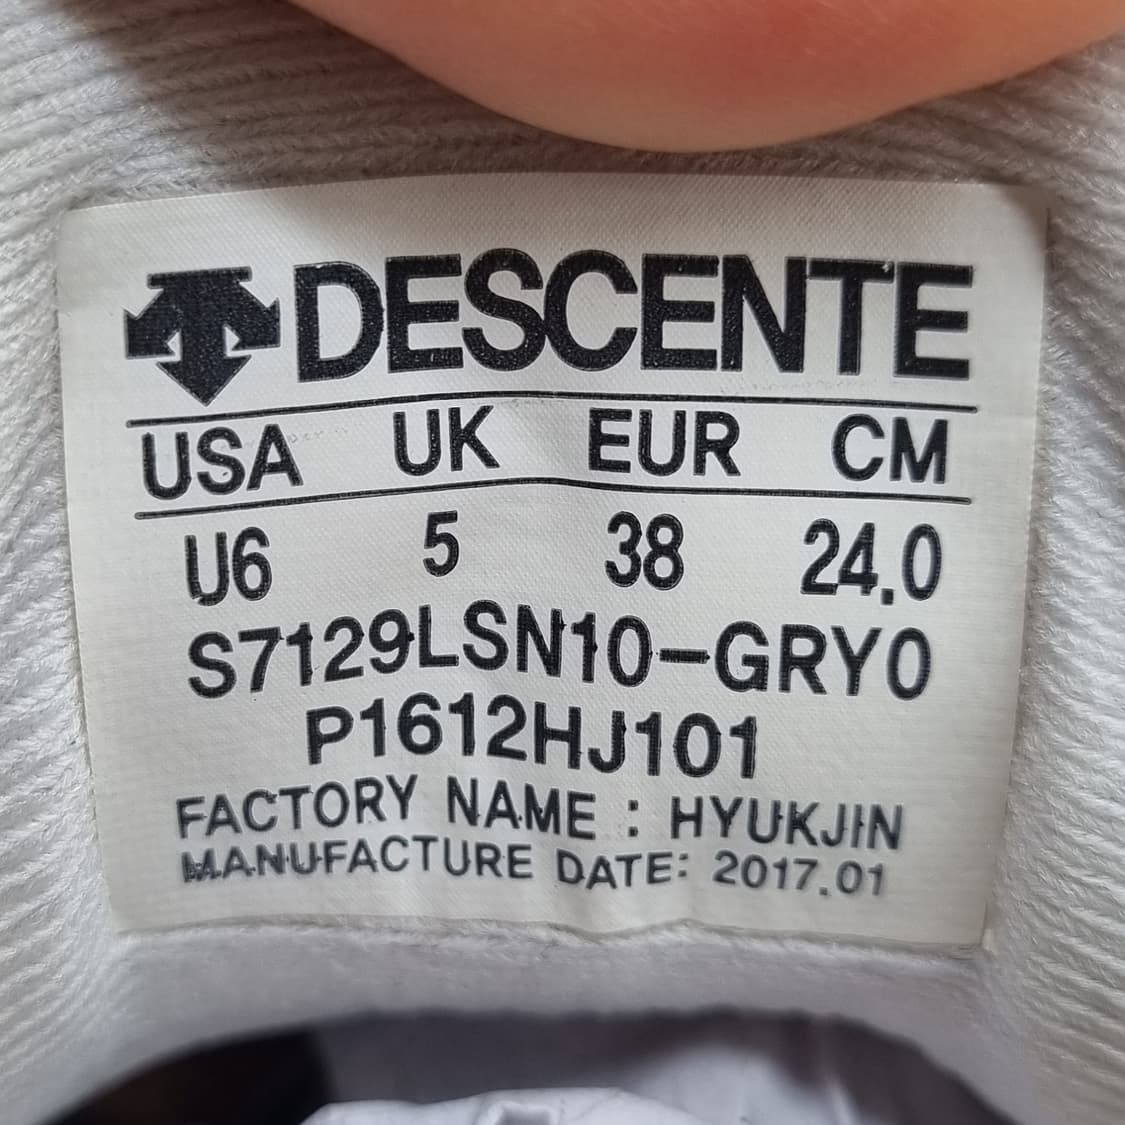 DESCENTE
USA UK EUR CM
U6 5 38 24.0
S7129LSN10-GRY0
P1612HJ101
FACTORY NAME : HYUKJIN
MANUFACTURE DATE: 2017.01